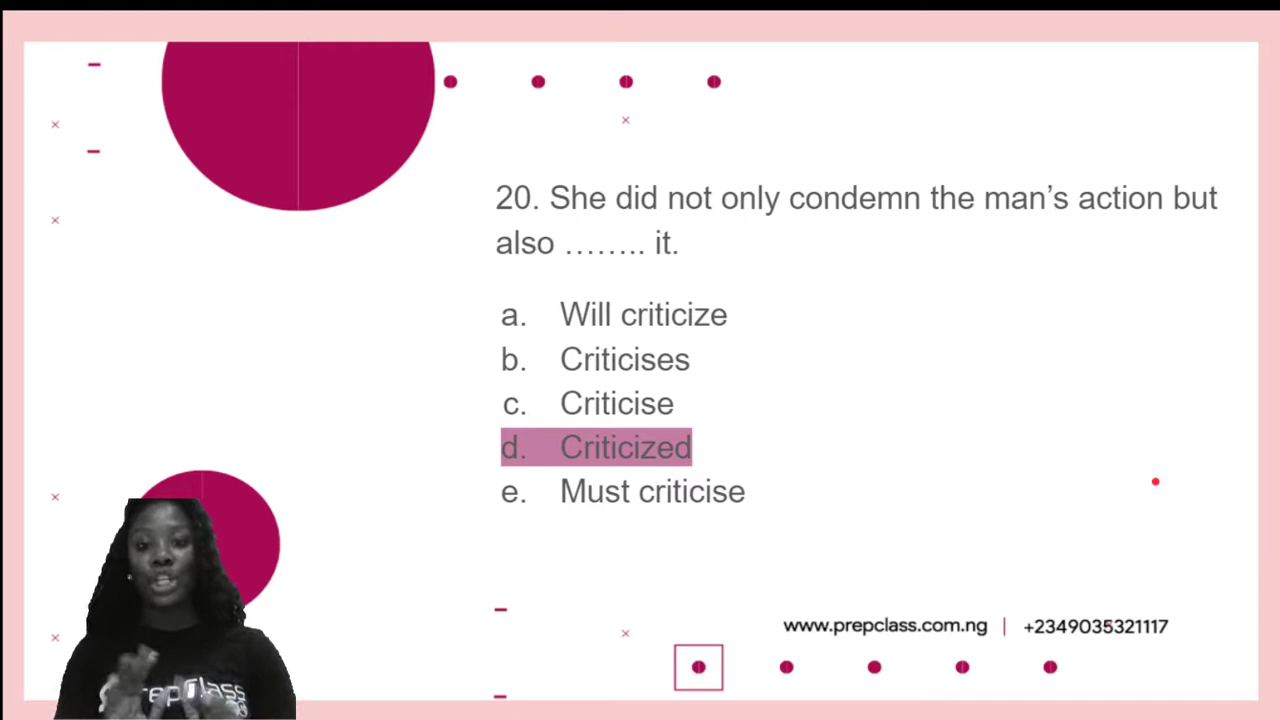 20. She did not only condemn the man’s action but
also …….. it.
a. Will criticize
b. Criticises
c. Criticise
d. Criticized
e. Must criticise
www.prepclass.com.ng | +2349035321117